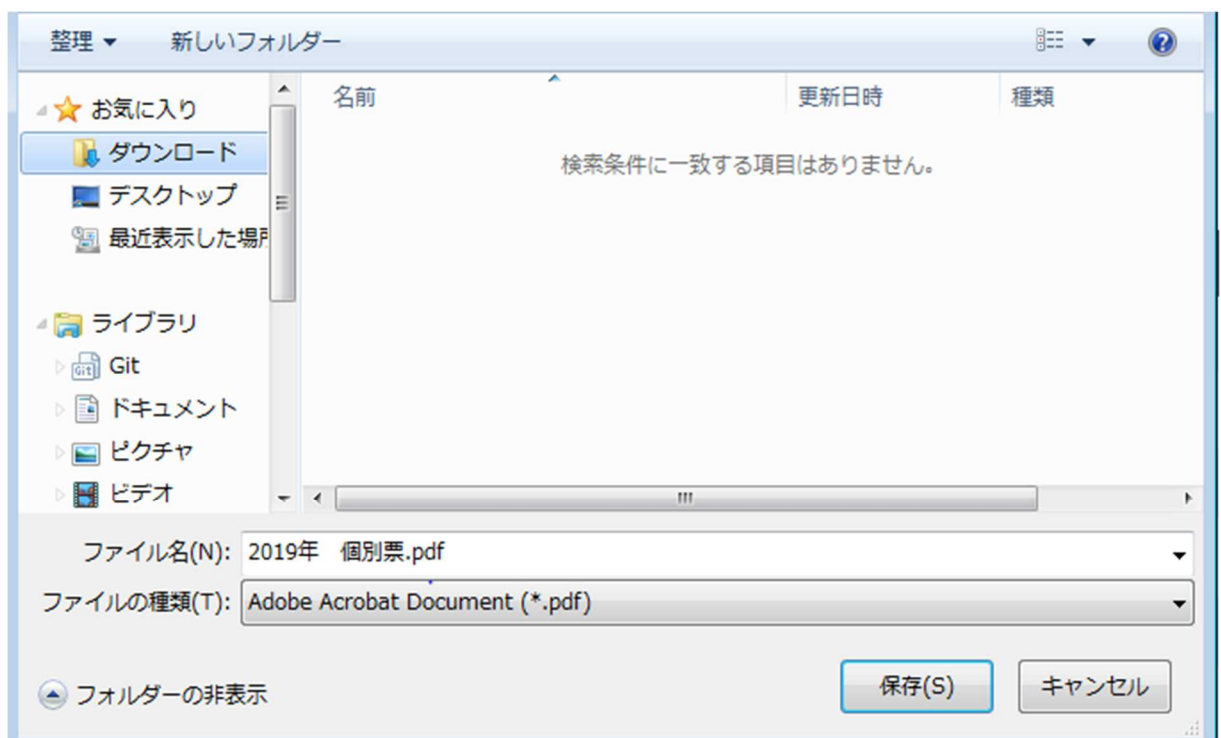 整理 新しいフォルダー
名前 更新日時 種類
検索条件に一致する項目はありません。
お気に入り
ダウンロード
デスクトップ
最近表示した場所
ライブラリ
Git
ドキュメント
ピクチャ
ビデオ
ファイル名(N): 2019年　個別票.pdf
ファイルの種類(T): Adobe Acrobat Document (*.pdf)
フォルダーの非表示 保存(S) キャンセル